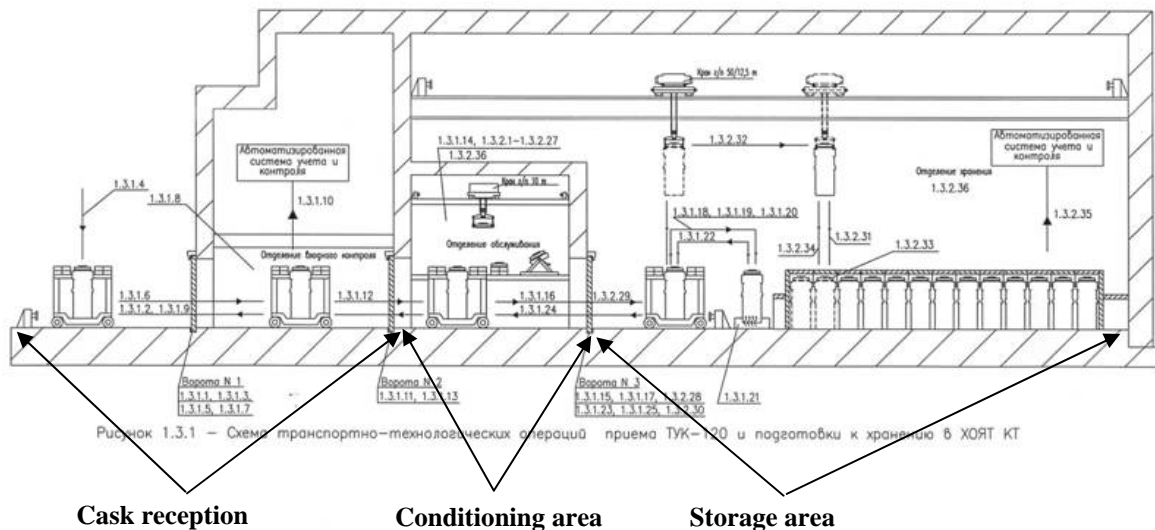 Кран г/п 50/12,5 т
1.3.2.32
1.3.1.14, 1.3.2.1-1.3.2.27
1.3.2.36
Автоматизированная
система учета и
контроля
Автоматизированная
система учета и
контроля
Отделение хранения
1.3.2.36
Кран г/п 10 т
1.3.1.4
1.3.1.8
1.3.1.10
1.3.1.18, 1.3.1.19, 1.3.1.20
1.3.1.22
1.3.2.35
Отделение входного контроля
Отделение обслуживания
1.3.2.34
1.3.2.31
1.3.2.33
1.3.1.6
1.3.1.2, 1.3.1.9
1.3.1.12
1.3.1.16
1.3.1.24
1.3.2.29
Ворота N 1
1.3.1.1, 1.3.1.3,
1.3.1.5, 1.3.1.7
Ворота N 2
1.3.1.11, 1.3.1.13
Ворота N 3
1.3.1.15, 1.3.1.17, 1.3.2.28
1.3.1.23, 1.3.1.25, 1.3.2.30
1.3.1.21
Рисунок 1.3.1 – Схема транспортно-технологических операций приема ТУК-120 и подготовки к хранению в ХОЯТ КТ
Cask reception
Conditioning area
Storage area